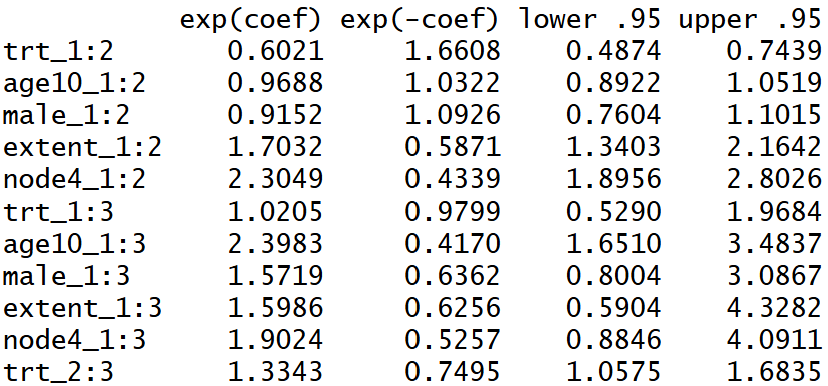 exp(coef) exp(-coef) lower .95 upper .95
trt_1:2 0.6021 1.6608 0.4874 0.7439
age10_1:2 0.9688 1.0322 0.8922 1.0519
male_1:2 0.9152 1.0926 0.7604 1.1015
extent_1:2 1.7032 0.5871 1.3403 2.1642
node4_1:2 2.3049 0.4339 1.8956 2.8026
trt_1:3 1.0205 0.9799 0.5290 1.9684
age10_1:3 2.3983 0.4170 1.6510 3.4837
male_1:3 1.5719 0.6362 0.8004 3.0867
extent_1:3 1.5986 0.6256 0.5904 4.3282
node4_1:3 1.9024 0.5257 0.8846 4.0911
trt_2:3 1.3343 0.7495 1.0575 1.6835